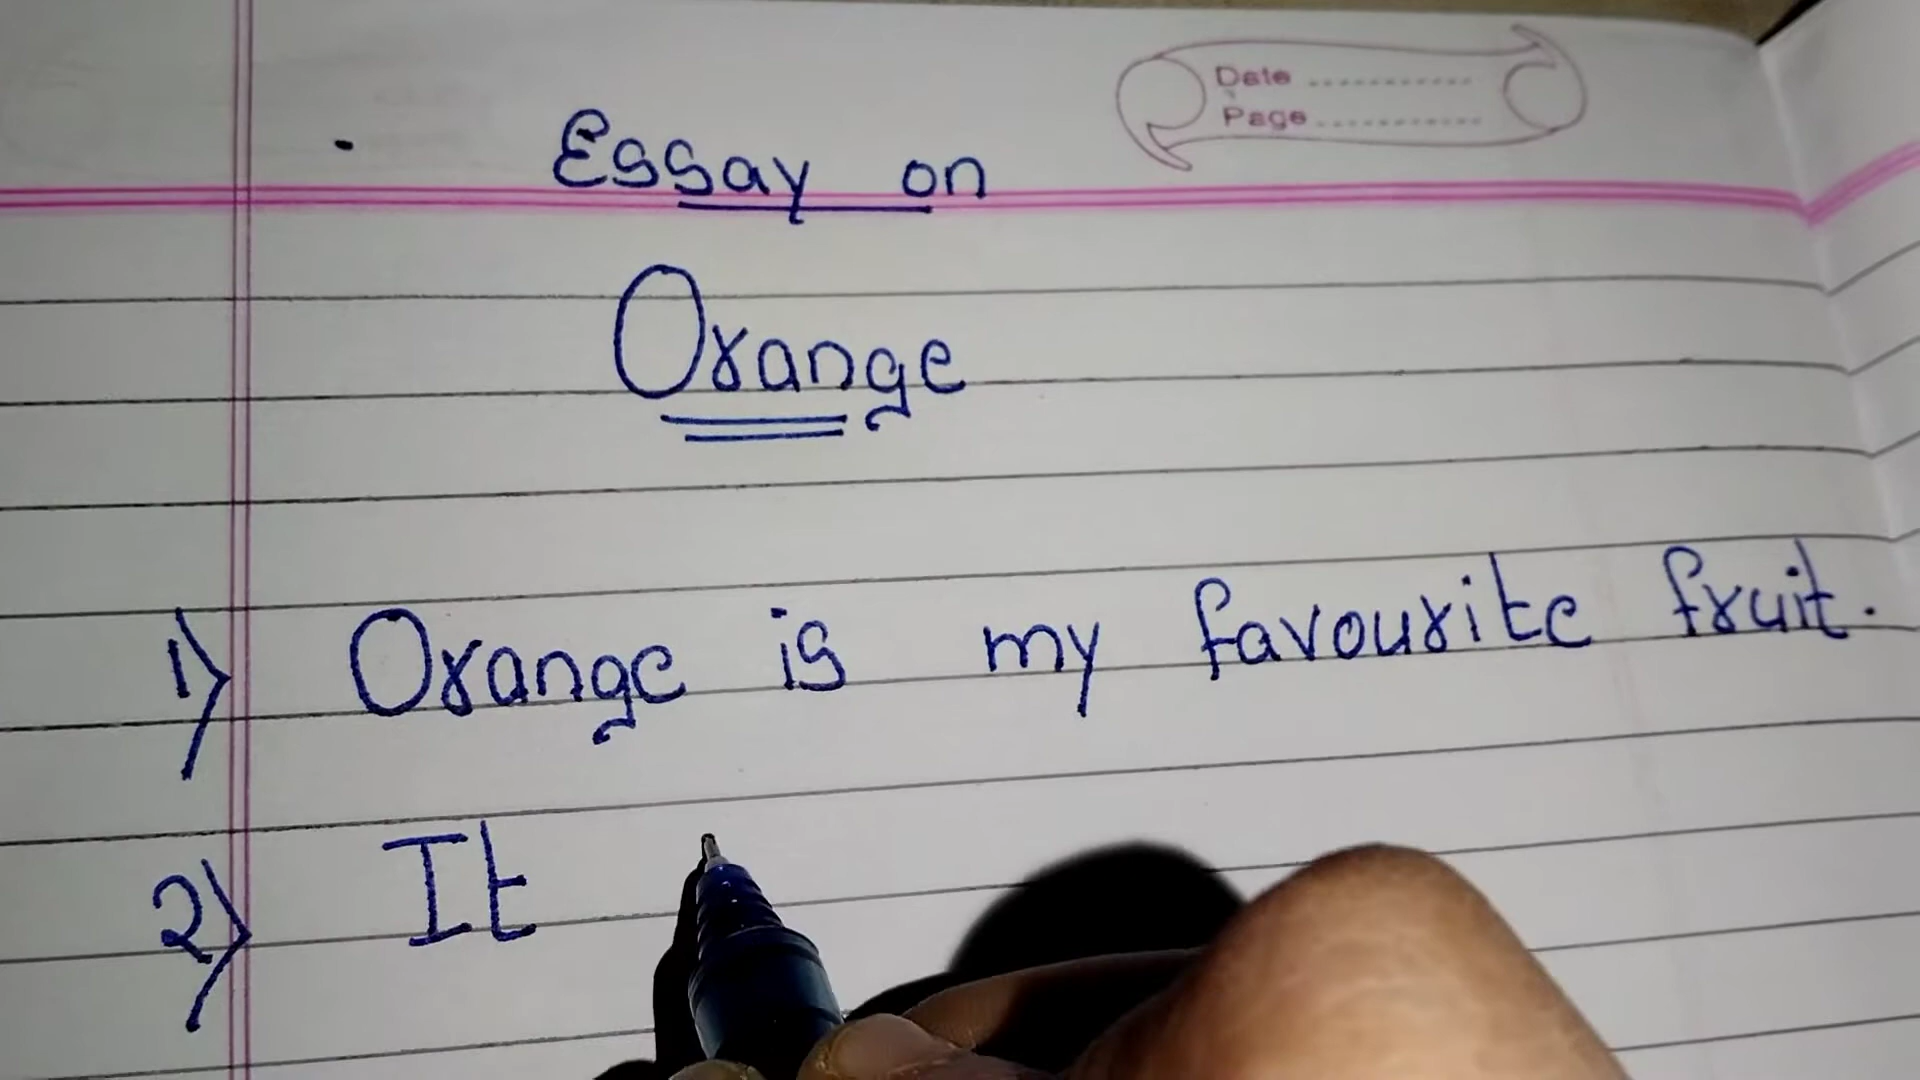 Date ............
Page ............
Essay on
Orange
1) Orange is my favourite fruit.
2) It